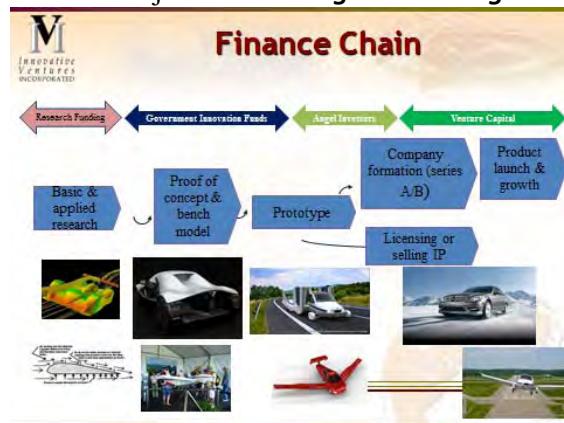 Innovative
Ventures
INCORPORATED
Finance Chain
Research Funding
Government Innovation Funds
Angel Investors
Venture Capital
Basic &
applied
research
Proof of
concept &
bench
model
Prototype
Company
formation (series
A/B)
Product
launch &
growth
Licensing or
selling IP